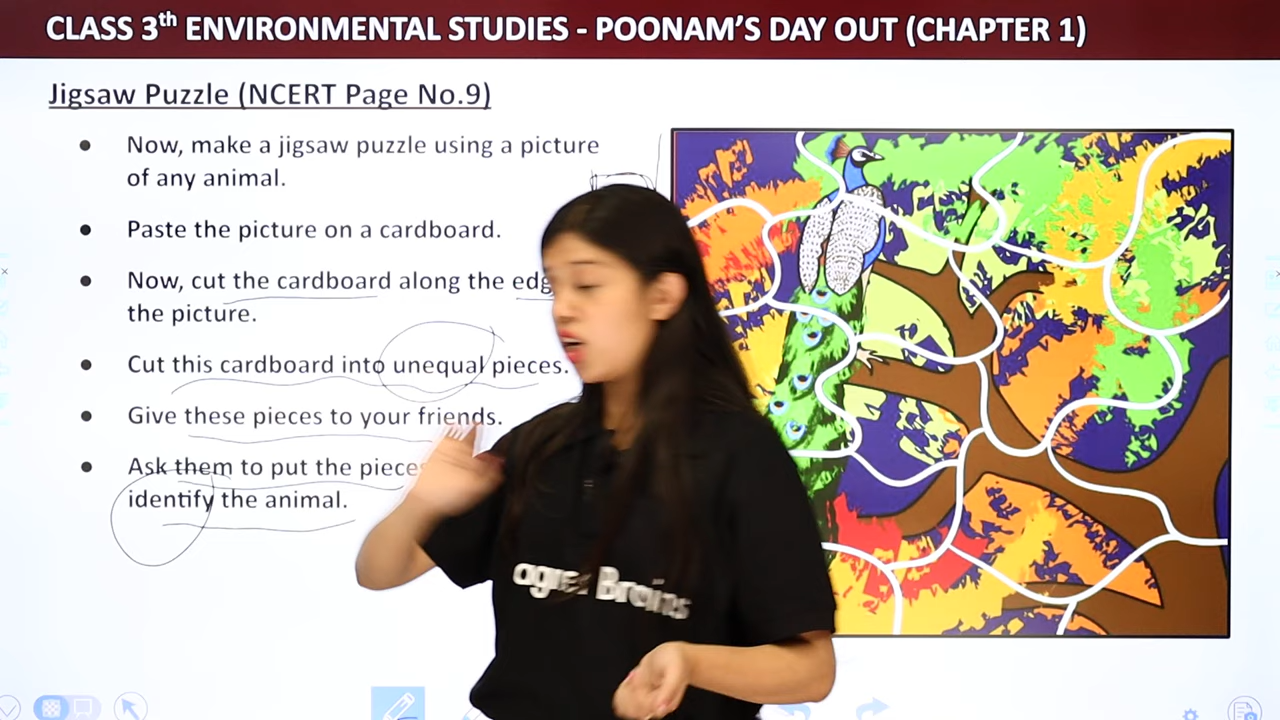 CLASS 3th ENVIRONMENTAL STUDIES - POONAM'S DAY OUT (CHAPTER 1)
Jigsaw Puzzle (NCERT Page No.9)
• Now, make a jigsaw puzzle using a picture
of any animal.
• Paste the picture on a cardboard.
• Now, cut the cardboard along the
the picture.
• Cut this cardboard into unequal pieces.
• Give these pieces to your friends.
• Ask them to put the
identify the animal.
Brains